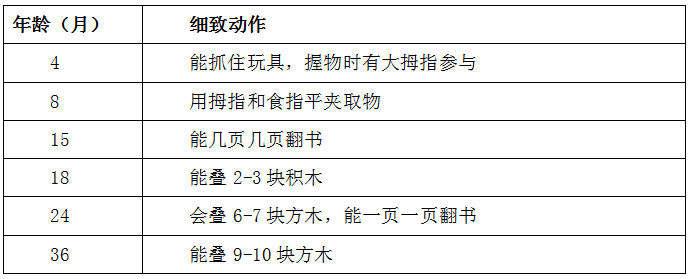 年龄（月） 细致动作
4 能抓住玩具，握物时有大拇指参与
8 用拇指和食指平夹取物
15 能几页几页翻书
18 能叠 2-3 块积木
24 会叠 6-7 块方木，能一页一页翻书
36 能叠 9-10 块方木